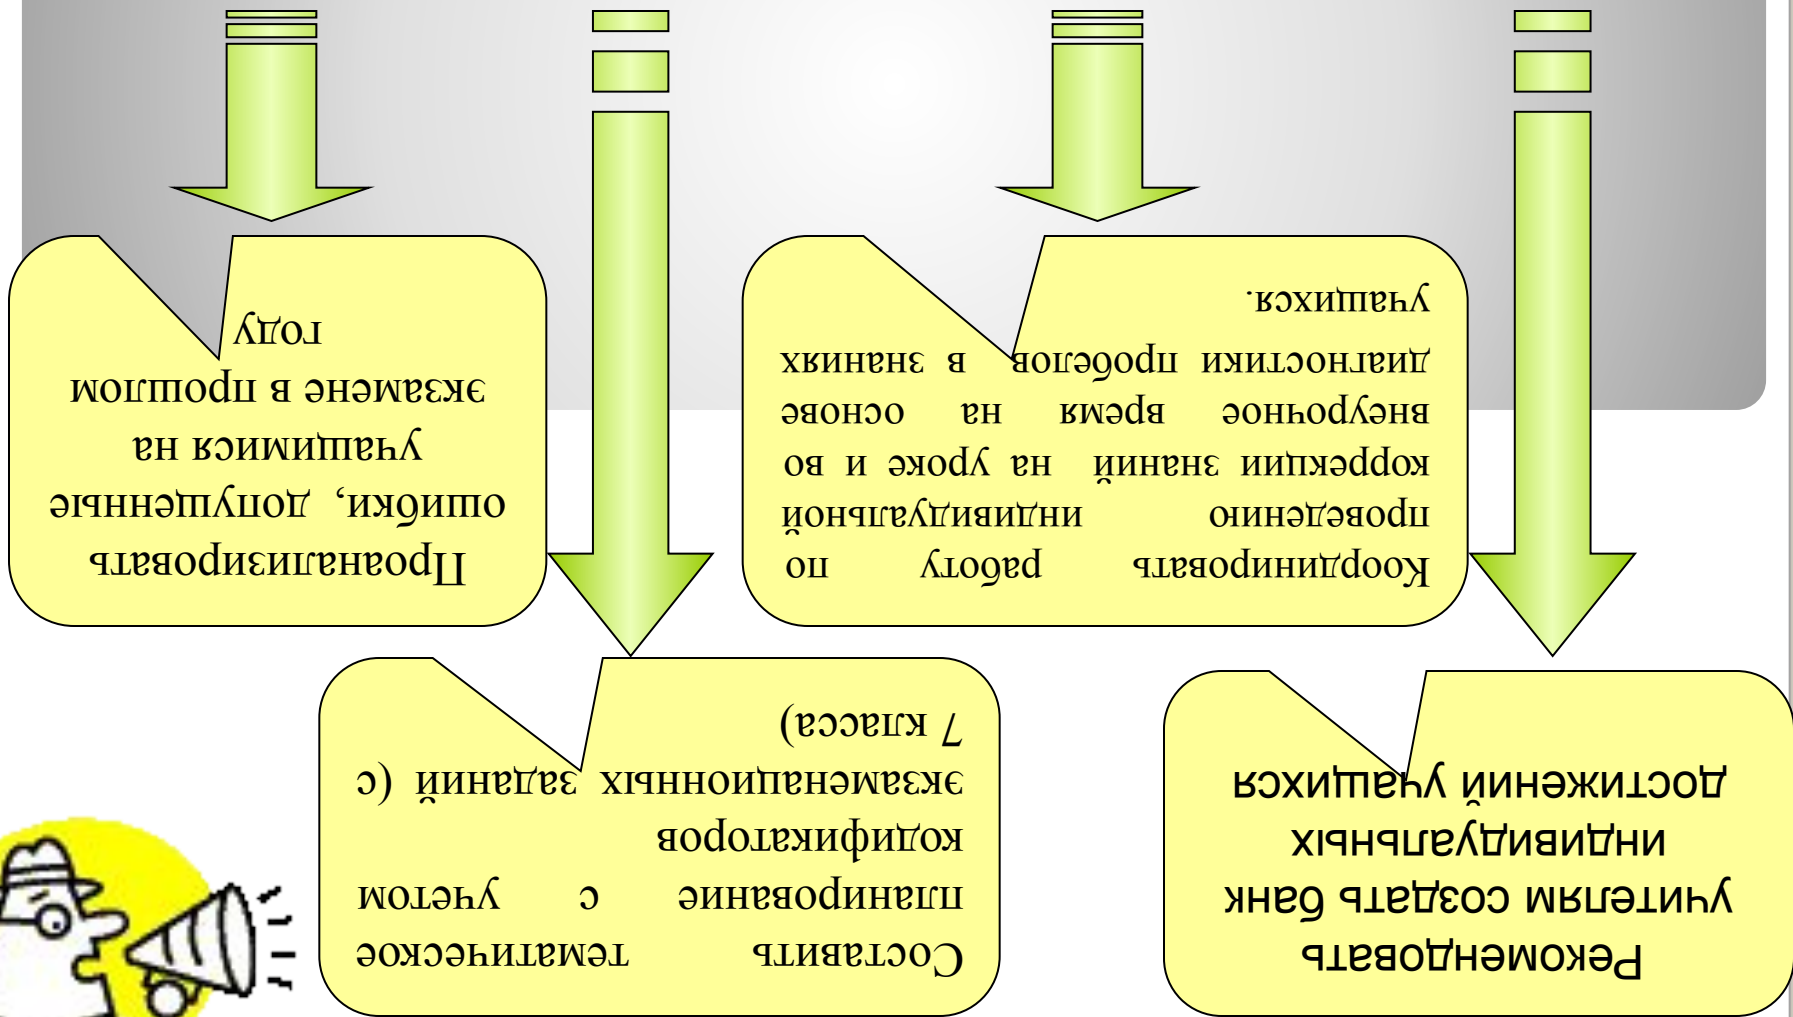 Проанализировать
ошибки, допущенные
учащимися на
экзамене в прошлом
году
Координировать работу по
проведению индивидуальной
коррекции знаний на уроке и во
внеурочное время на основе
диагностики пробелов в знаниях
учащихся.
Составить тематическое
планирование с учетом
кодификаторов
экзаменационных заданий (с
7 класса)
Рекомендовать
учителям создать банк
индивидуальных
достижений учащихся